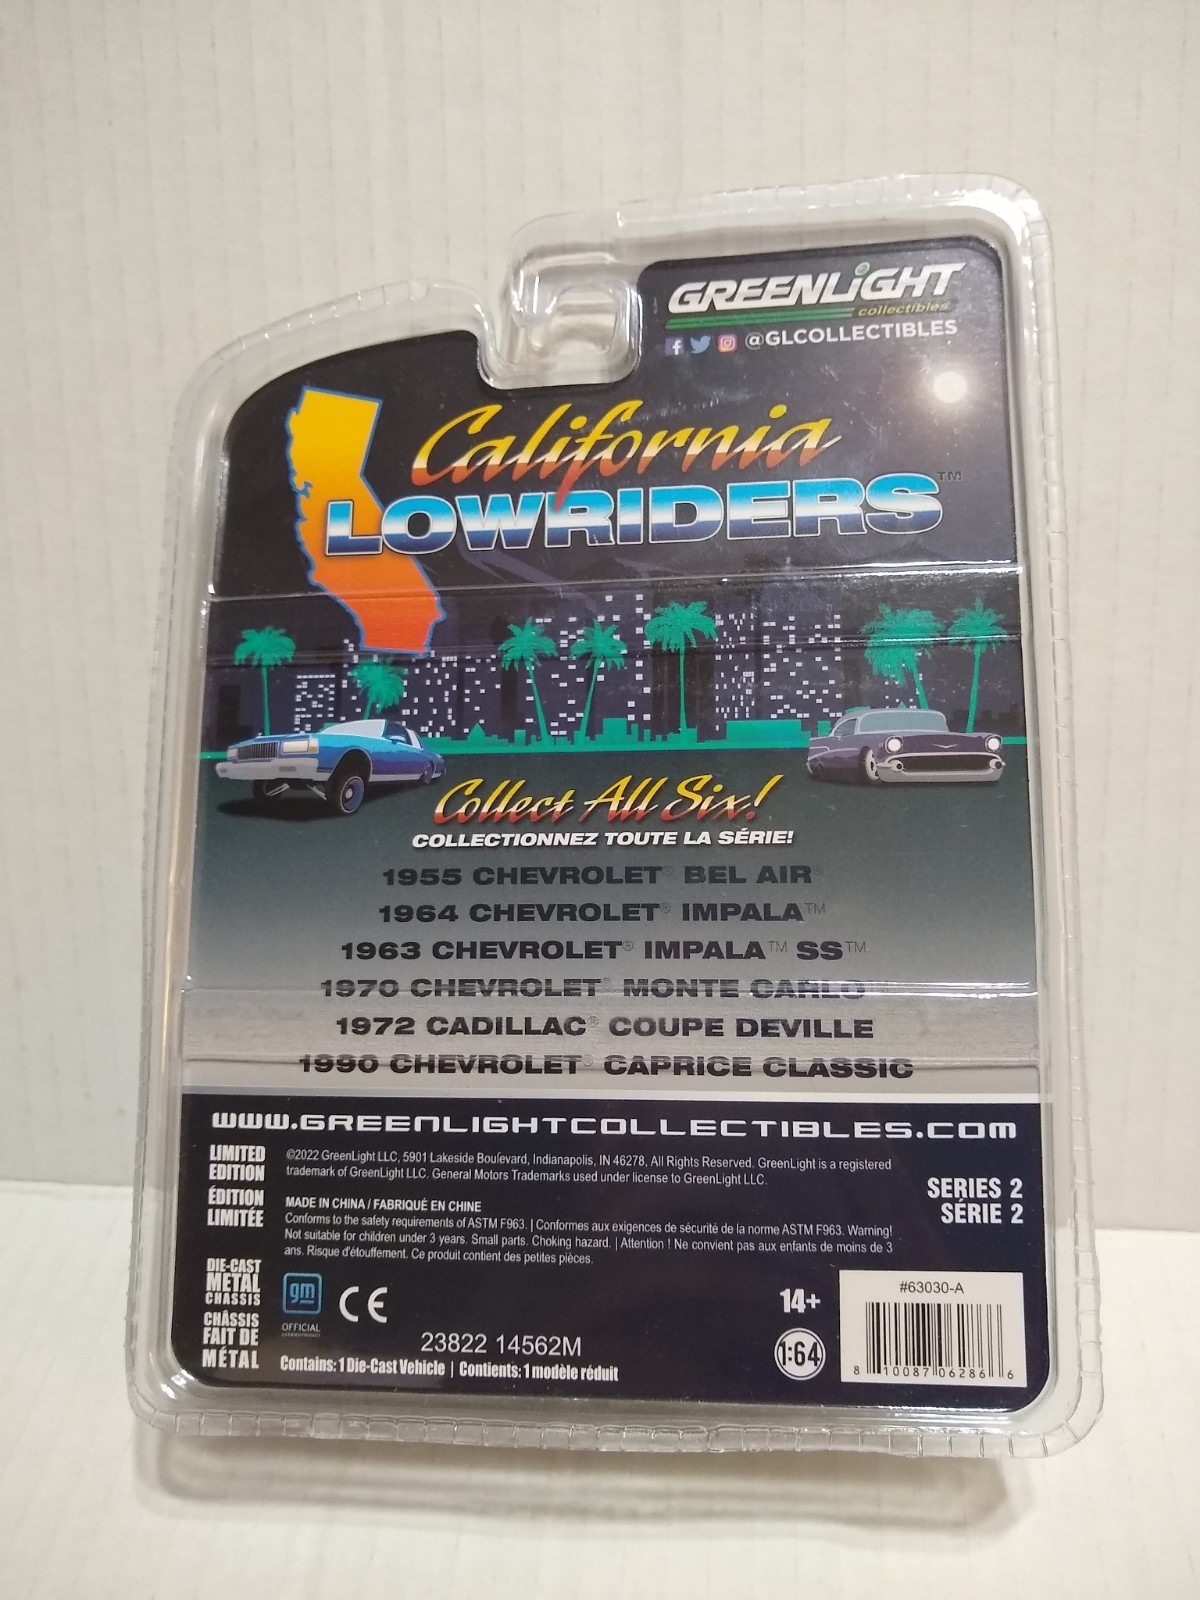 GREENLiGHT
collectibles.
@GLCOLLECTIBLES
California
LOWRIDERS™
Collect All Six!
COLLECTIONNEZ TOUTE LA SÉRIE!
1955 CHEVROLET® BEL AIR®
1964 CHEVROLET® IMPALA™
1963 CHEVROLET® IMPALA™ SS™
1970 CHEVROLET® MONTE CARLO™
1972 CADILLAC® COUPE DEVILLE
1990 CHEVROLET® CAPRICE CLASSIC
www.GREENLIGHTCOLLECTIBLES.COM
LIMITED
EDITION
ÉDITION
LIMITÉE
©2022 GreenLight LLC, 5901 Lakeside Boulevard, Indianapolis, IN 46278, All Rights Reserved. GreenLight is a registered
trademark of GreenLight LLC. General Motors Trademarks used under license to GreenLight LLC.
MADE IN CHINA / FABRIQUÉ EN CHINE
Conforms to the safety requirements of ASTM F963. | Conformes aux exigences de sécurité de la norme ASTM F963. Warning!
Not suitable for children under 3 years. Small parts. Choking hazard. | Attention ! Ne convient pas aux enfants de moins de 3
ans. Risque d'étouffement. Ce produit contient des petites pièces.
SERIES 2
SÉRIE 2
DIE-CAST
METAL
CHASSIS
CHÂSSIS
FAIT DE
MÉTAL
gm
OFFICIAL
CE
23822 14562M
Contains: 1 Die-Cast Vehicle | Contients: 1 modèle réduit
14+
1:64
#63030-A
8 10087 06286 6